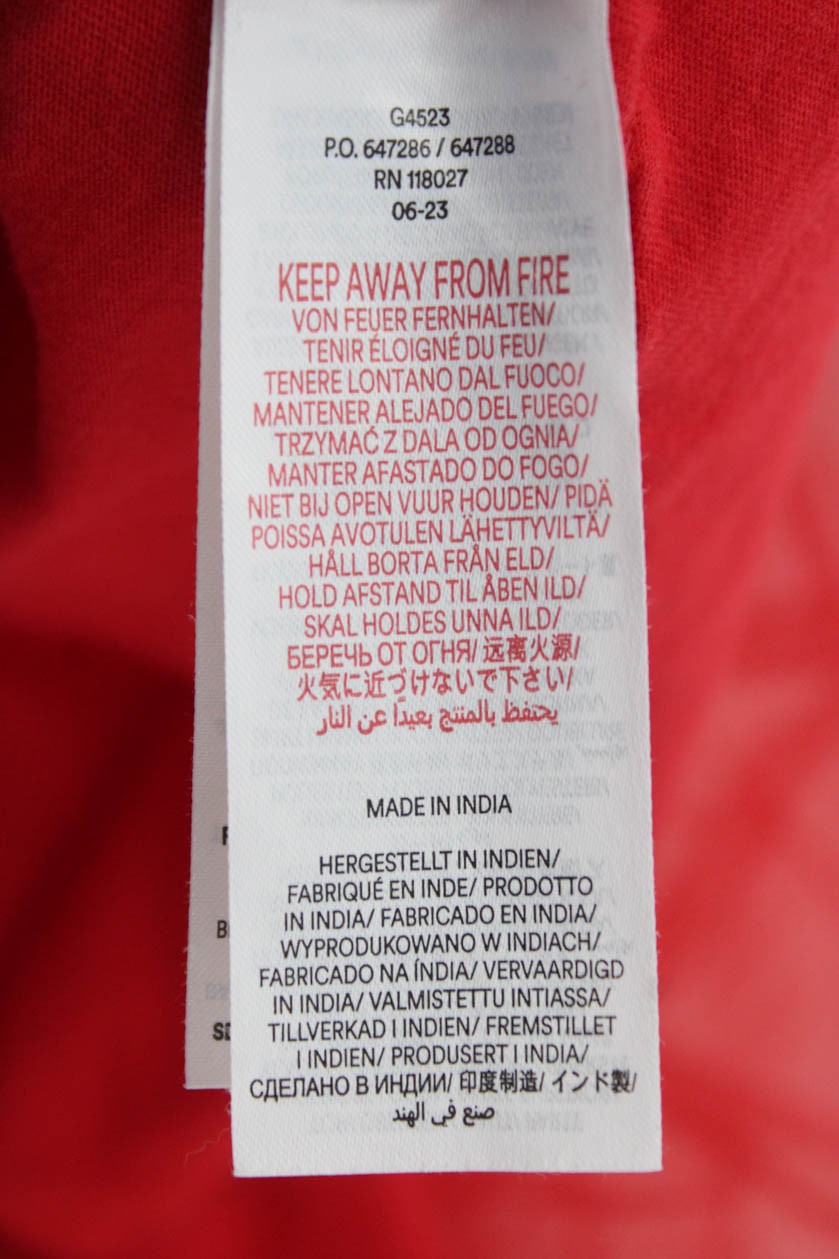 G4523
P.O. 647286 / 647288
RN 118027
06-23
KEEP AWAY FROM FIRE
VON FEUER FERNHALTEN/
TENIR ÉLOIGNÉ DU FEU/
TENERE LONTANO DAL FUOCO/
MANTENER ALEJADO DEL FUEGO/
TRZYMAĆ Z DALA OD OGNIA/
MANTER AFASTADO DO FOGO/
NIET BIJ OPEN VUUR HOUDEN/ PIDÄ
POISSA AVOTULEN LÄHETTYVILTÄ/
HÅLL BORTA FRÅN ELD/
HOLD AFSTAND TIL ÅBEN ILD/
SKAL HOLDES UNNA ILD/
БЕРЕЧЬ ОТ ОГНЯ/ 远离火源/
火気に近づけないで下さい/
يحتفظ بالمنتج بعيدًا عن النار
MADE IN INDIA
HERGESTELLT IN INDIEN/
FABRIQUÉ EN INDE/ PRODOTTO
IN INDIA/ FABRICADO EN INDIA/
WYPRODUKOWANO W INDIACH/
FABRICADO NA ÍNDIA/ VERVAARDIGD
IN INDIA/ VALMISTETTU INTIASSA/
TILLVERKAD I INDIEN/ FREMSTILLET
I INDIEN/ PRODUSERT I INDIA/
СДЕЛАНО В ИНДИИ/ 印度制造/ インド製/
صنع في الهند